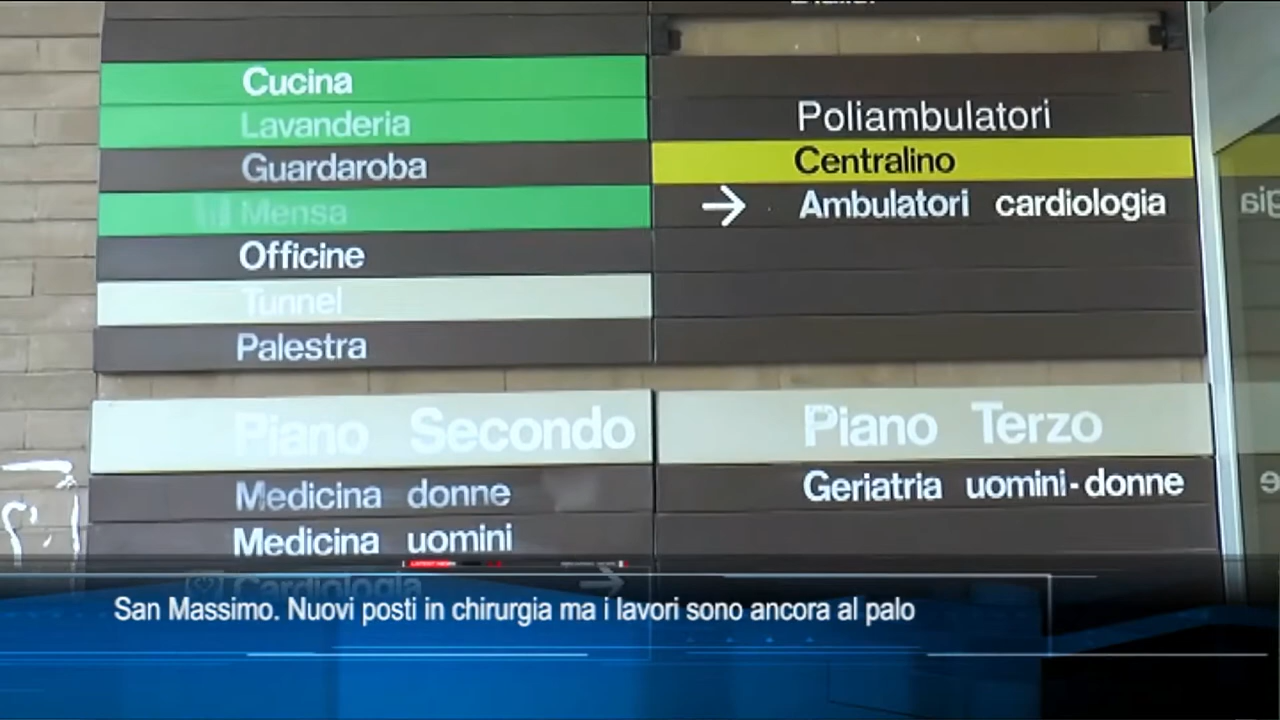 Cucina
Lavanderia
Guardaroba
Mensa
Officine
Tunnel
Palestra
Poliambulatori
Centralino
Ambulatori cardiologia
Piano Secondo
Medicina donne
Medicina uomini
Cardiologia
Piano Terzo
Geriatria uomini-donne
San Massimo. Nuovi posti in chirurgia ma i lavori sono ancora al palo